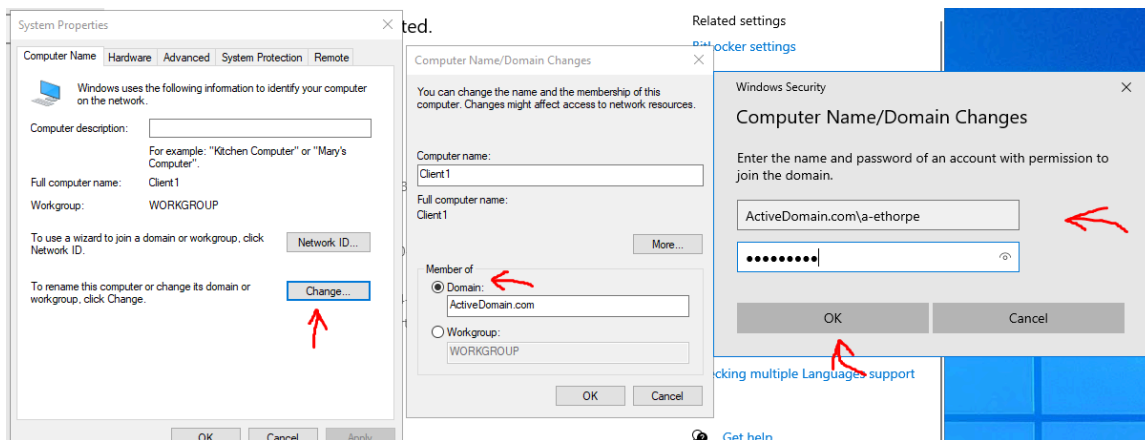 System Properties
Computer Name
Hardware
Advanced
System Protection
Remote
Windows uses the following information to identify your computer
on the network.
Computer description:
For example: "Kitchen Computer" or "Mary's
Computer".
Full computer name:
Client1
Workgroup:
WORKGROUP
To use a wizard to join a domain or workgroup, click
Network ID.
Network ID...
To rename this computer or change its domain or
workgroup, click Change.
Change...
OK
Cancel
Apply
ted.
Computer Name/Domain Changes
You can change the name and the membership of this
computer. Changes might affect access to network resources.
Computer name:
Client1
Full computer name:
Client1
More...
Member of
Domain:
ActiveDomain.com
Workgroup:
WORKGROUP
OK
Cancel
Related settings
BitLocker settings
Windows Security
Computer Name/Domain Changes
Enter the name and password of an account with permission to
join the domain.
ActiveDomain.com\a-ethorpe
OK
Cancel
ecking multiple Languages support
Get help